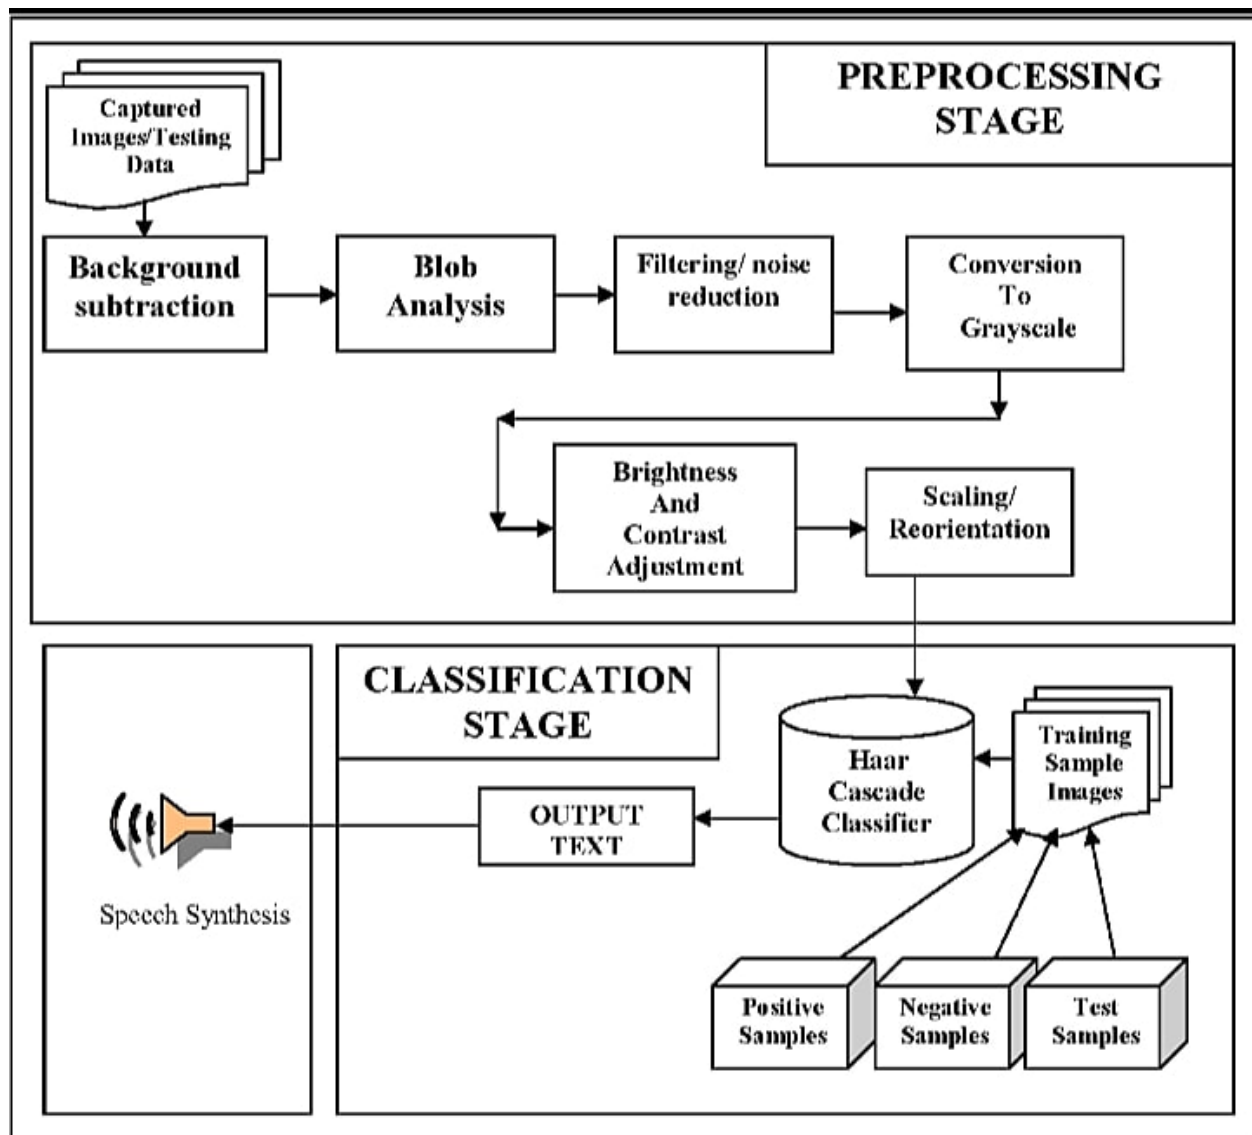 PREPROCESSING
STAGE
Captured
Images/Testing
Data
Background
subtraction
Blob
Analysis
Filtering/ noise
reduction
Conversion
To
Grayscale
Brightness
And
Contrast
Adjustment
Scaling/
Reorientation
CLASSIFICATION
STAGE
Haar
Cascade
Classifier
Training
Sample
Images
OUTPUT
TEXT
Speech Synthesis
Positive
Samples
Negative
Samples
Test
Samples